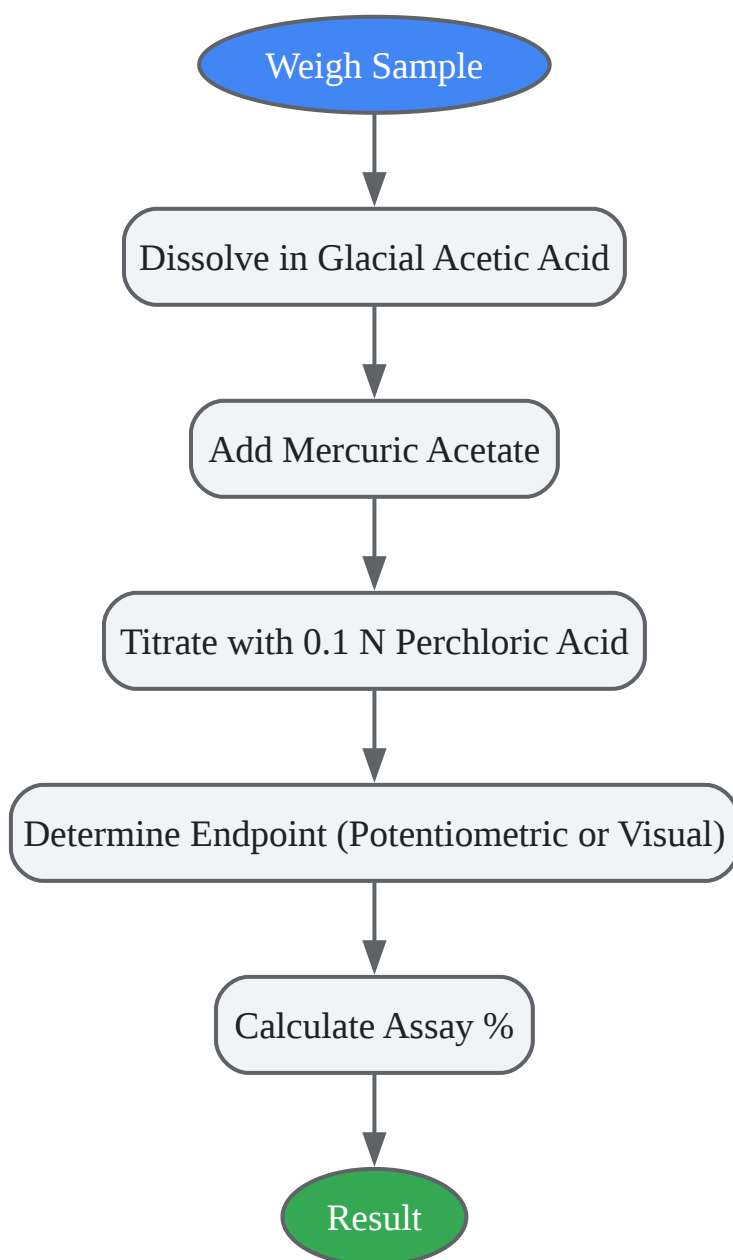 Weigh Sample
Dissolve in Glacial Acetic Acid
Add Mercuric Acetate
Titrate with 0.1 N Perchloric Acid
Determine Endpoint (Potentiometric or Visual)
Calculate Assay %
Result